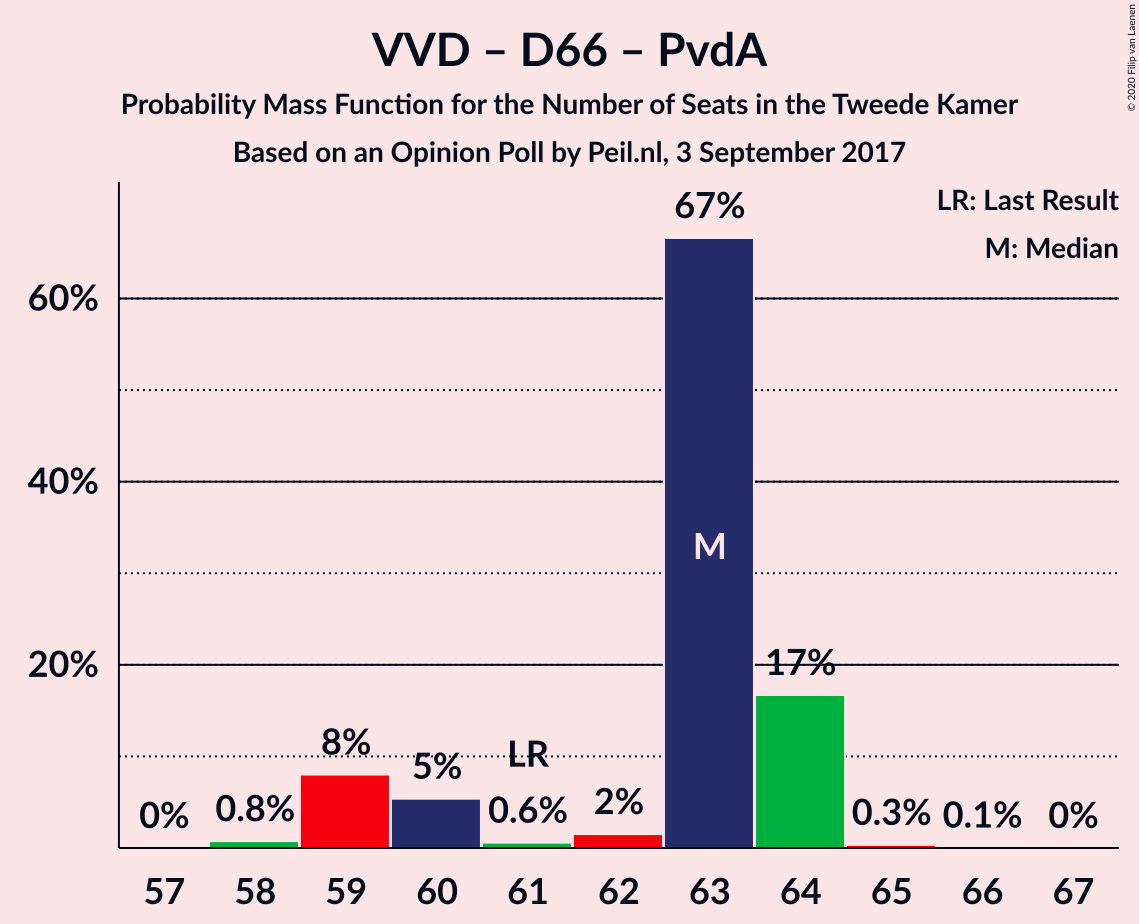 VVD – D66 – PvdA
Probability Mass Function for the Number of Seats in the Tweede Kamer
Based on an Opinion Poll by Peil.nl, 3 September 2017
© 2020 Filip van Laenen
LR: Last Result
M: Median
60%
40%
20%
0%
0.8%
8%
5%
LR
0.6%
2%
67%
M
17%
0.3%
0.1%
0%
57 58 59 60 61 62 63 64 65 66 67